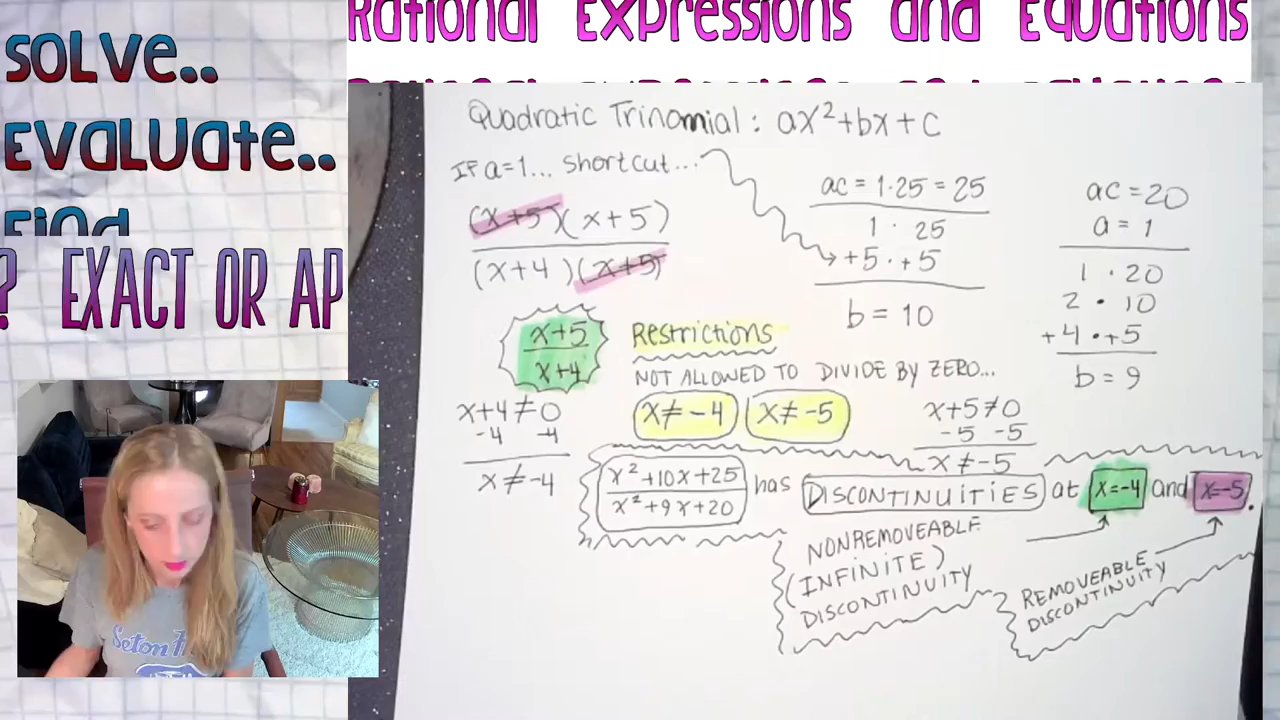 SOLVE..
EVALUATE..
FIND
? EXACT OR AP
Rational Expressions and Equations
Quadratic Trinomial: ax²+bx+c
IF a=1... shortcut...
(x+5)(x+5)
(x+4)(x+5)
x+5
x+4
x+4≠0
-4 -4
x≠-4
Restrictions
NOT ALLOWED TO DIVIDE BY ZERO...
x≠-4 x≠-5
ac=1·25=25
1 · 25
+5 · +5
b=10
ac=20
a=1
1 · 20
2 · 10
+4 · +5
b=9
x+5≠0
-5 -5
x≠-5
x²+10x+25
x²+9x+20
has DISCONTINUITIES at x=-4 and x=-5.
NONREMOVEABLE
(INFINITE)
DISCONTINUITY
REMOVEABLE
DISCONTINUITY
Seton H